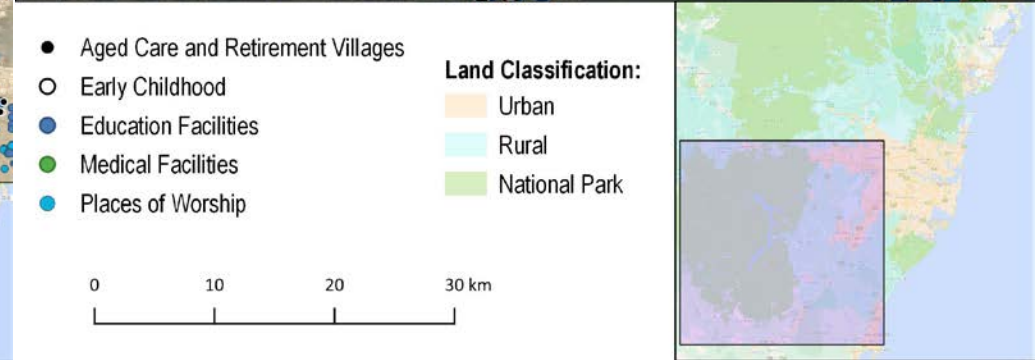 Aged Care and Retirement Villages
Early Childhood
Education Facilities
Medical Facilities
Places of Worship
Land Classification:
Urban
Rural
National Park
0 10 20 30 km